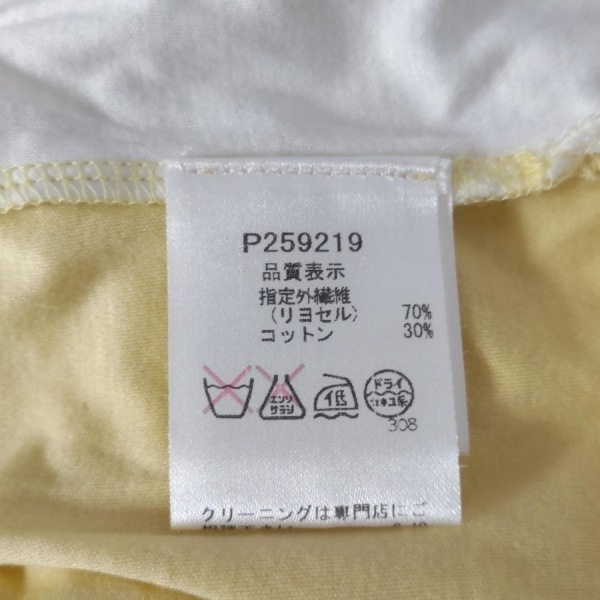 P259219
品質表示
指定外繊維
(リヨセル) 70%
コットン 30%
エンソ
サラシ
低
ドライ
308
クリーニングは専門店にご